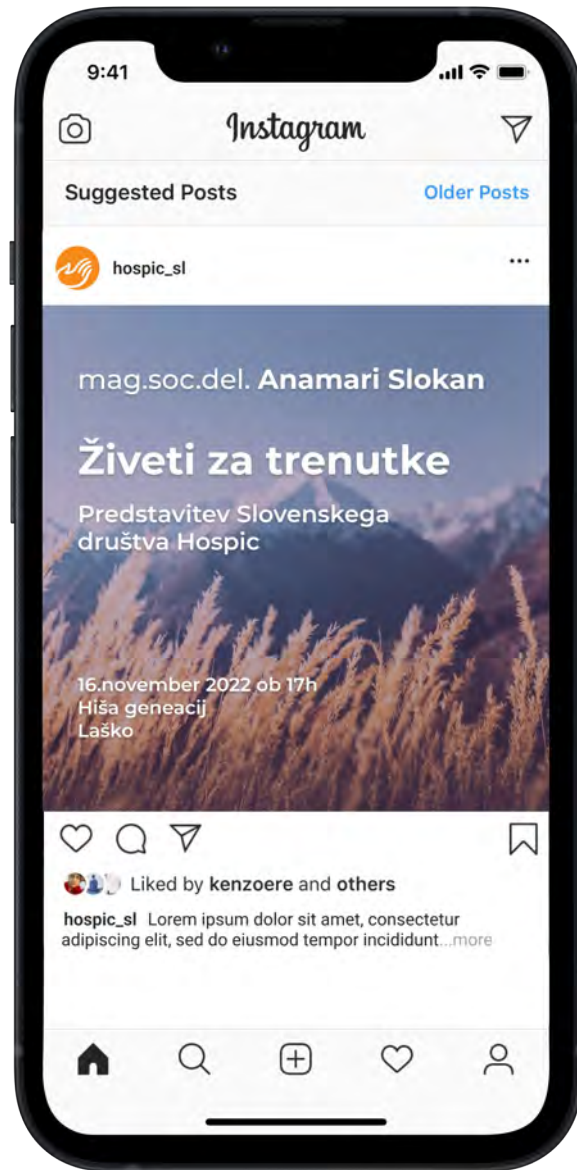 9:41
Instagram
Suggested Posts Older Posts
hospic_sl
mag.soc.del. Anamari Slokan
Živeti za trenutke
Predstavitev Slovenskega
društva Hospic
16.november 2022 ob 17h
Hiša geneacij
Laško
Liked by kenzoere and others
hospic_sl Lorem ipsum dolor sit amet, consectetur
adipiscing elit, sed do eiusmod tempor incididunt...more